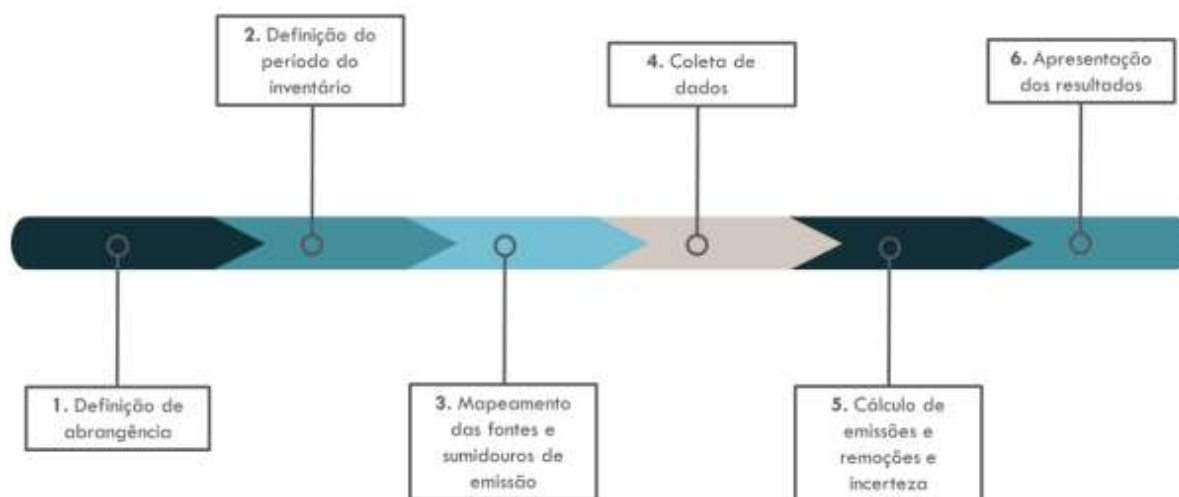 1. Definição de
abrangência
2. Definição do
período do
inventário
3. Mapeamento
das fontes e
sumidouros de
emissão
4. Coleta de
dados
5. Cálculo de
emissões e
remoções e
incerteza
6. Apresentação
dos resultados